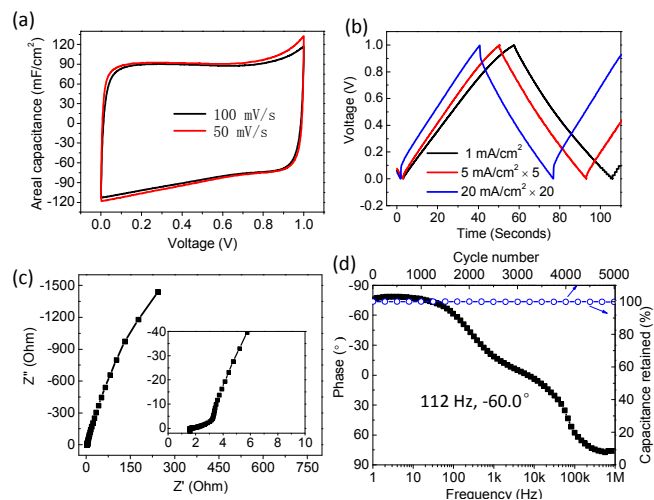 (a)
Areal capacitance (mF/cm²)
120
90
60
30
0
-30
-60
-90
-120
100 mV/s
50 mV/s
0.0 0.2 0.4 0.6 0.8 1.0
Voltage (V)
(b)
Voltage (V)
1.0
0.8
0.6
0.4
0.2
0.0
-0.2
1 mA/cm²
5 mA/cm² × 5
20 mA/cm² × 20
0 20 40 60 80 100
Time (Seconds)
(c)
Z'' (Ohm)
-1500
-1200
-900
-600
-300
0
-40
-30
-20
-10
0
0 2 4 6 8 10
0 150 300 450 600 750
Z' (Ohm)
(d)
Cycle number
0 1000 2000 3000 4000 5000
Phase (°)
-90
-75
-60
-45
-30
-15
0
15
30
45
60
75
90
112 Hz, -60.0°
100
80
60
40
20
0
Capacitance retained (%)
1 10 100 1k 10k 100k 1M
Frequency (Hz)